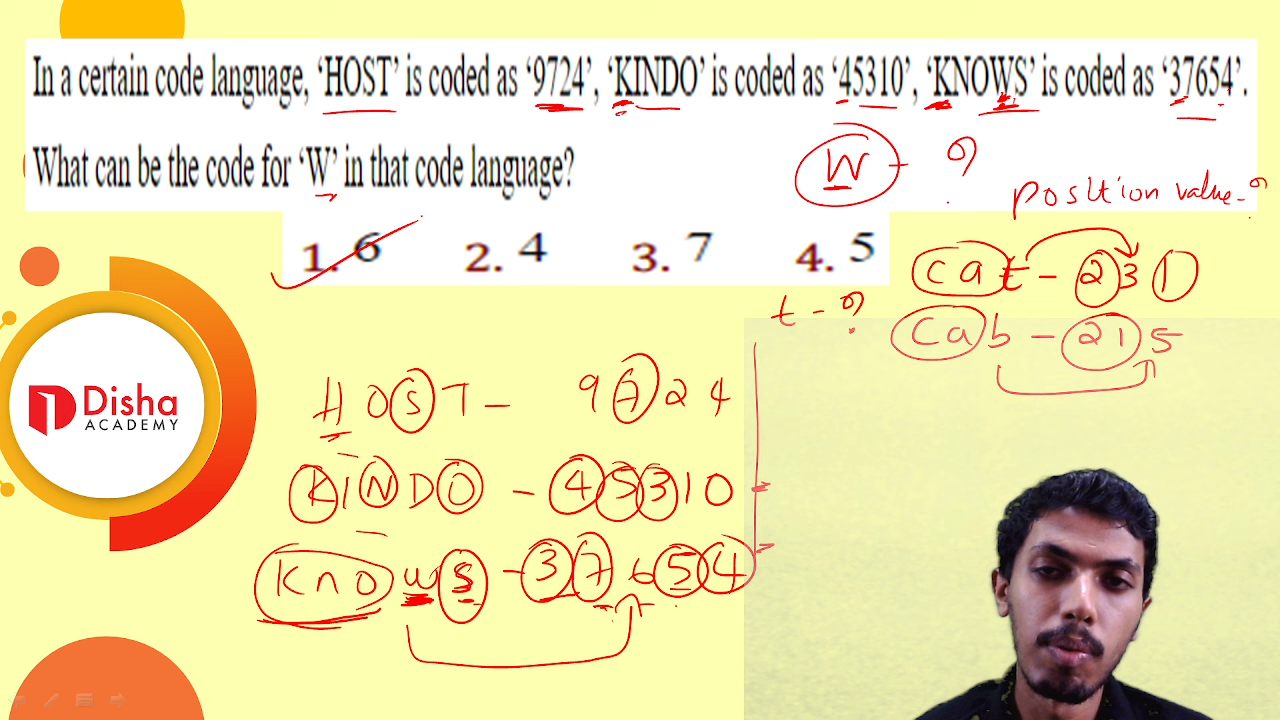 In a certain code language, ‘HOST’ is coded as ‘9724’, ‘KINDO’ is coded as ‘45310’, ‘KNOWS’ is coded as ‘37654’.
What can be the code for ‘W’ in that code language?
W - ?
position value - ?
1. 6 2. 4 3. 7 4. 5
cat - 231
t - ?
Cab - 215
Disha
ACADEMY
HOST - 9724
KINDO - 45310
Knows - 37654